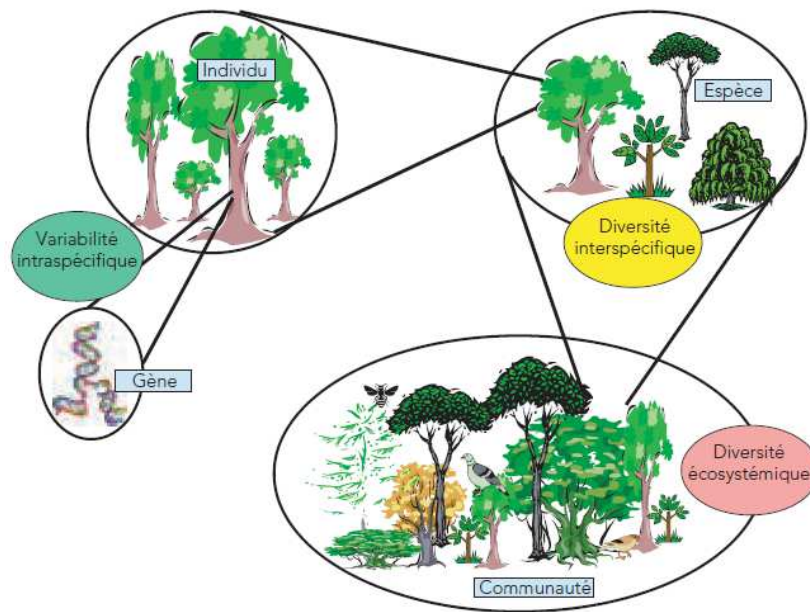 Individu
Espèce
Variabilité
intraspécifique
Diversité
interspécifique
Gène
Diversité
écosystémique
Communauté